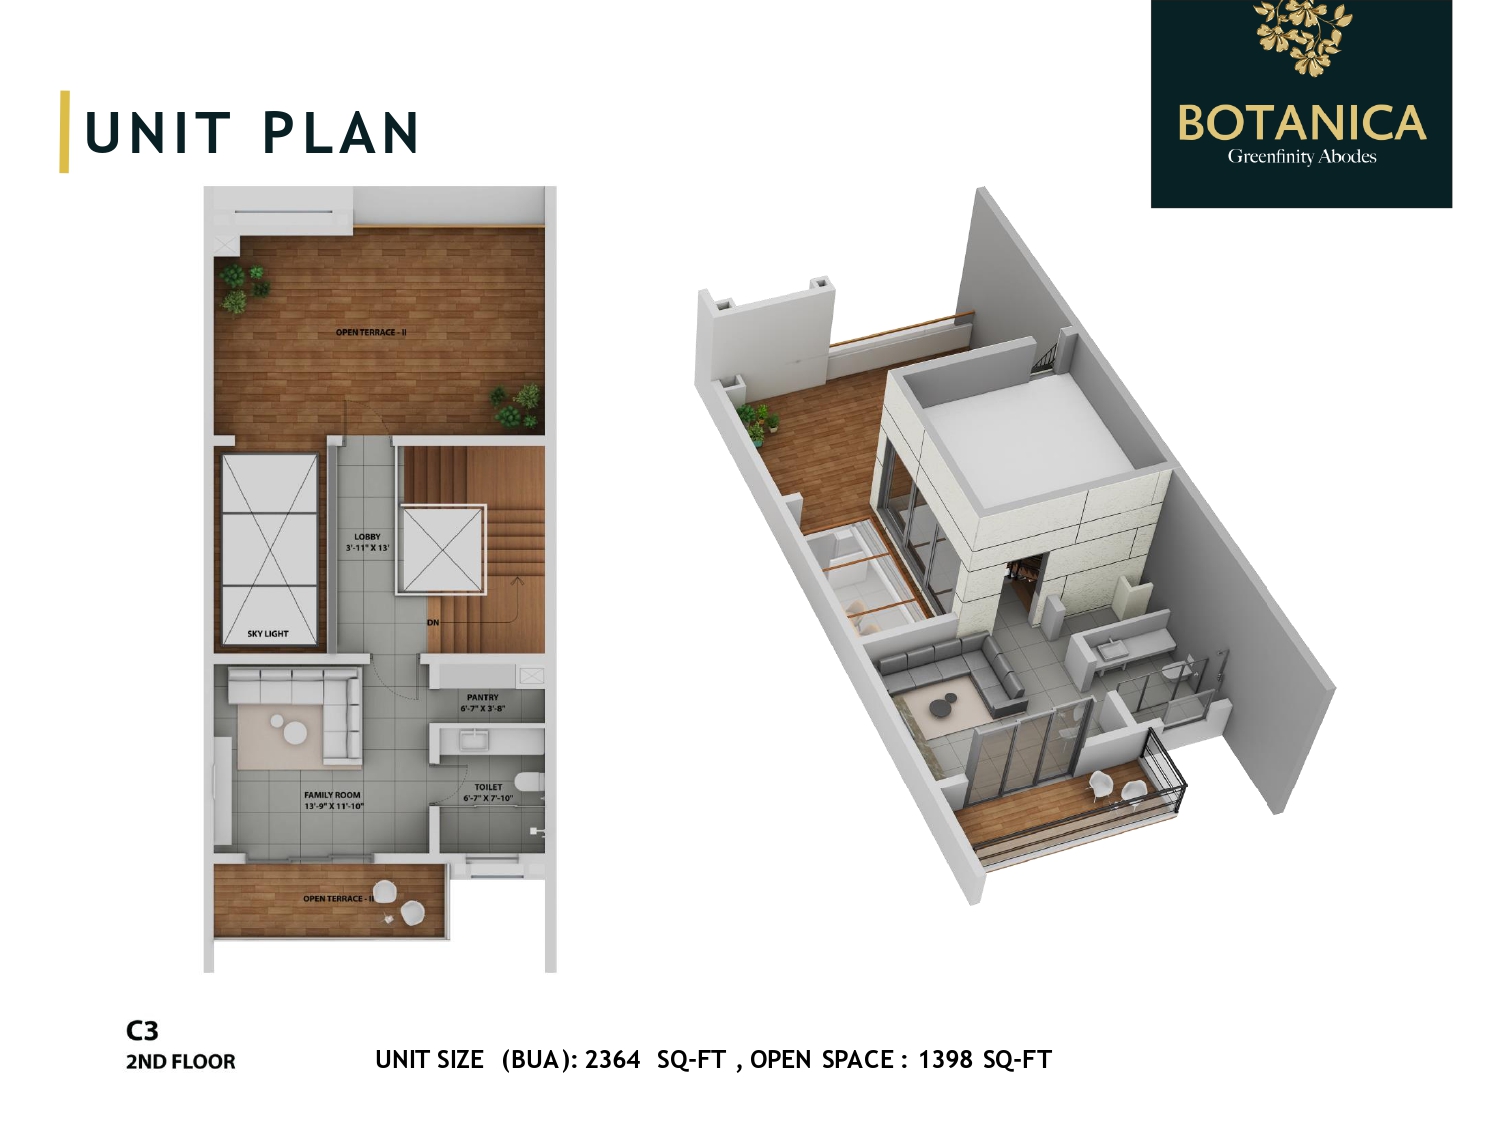 BOTANICA
Greenfinity Abodes
UNIT PLAN
OPEN TERRACE - II
LOBBY
3'-11" X 13'
SKY LIGHT
DN
PANTRY
6'-7" X 3'-8"
TOILET
6'-7" X 7'-10"
FAMILY ROOM
13'-9" X 11'-10"
OPEN TERRACE - II
C3
2ND FLOOR
UNIT SIZE (BUA): 2364 SQ-FT , OPEN SPACE : 1398 SQ-FT